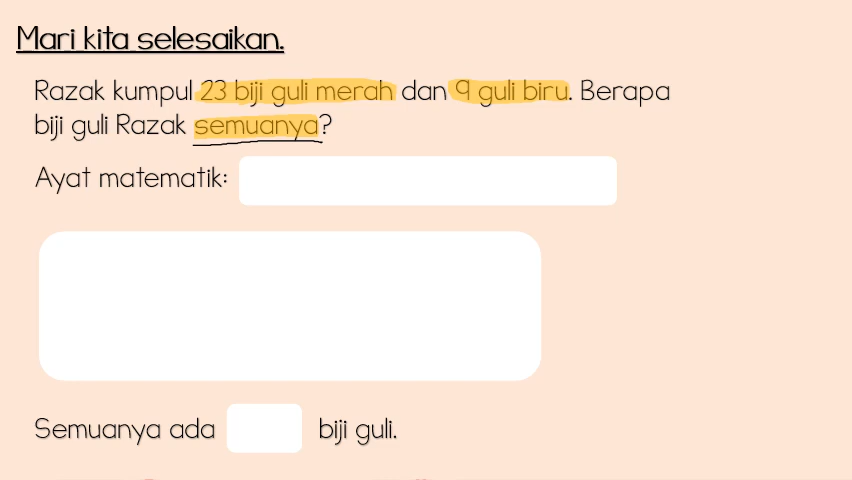 Mari kita selesaikan.
Razak kumpul 23 biji guli merah dan 9 guli biru. Berapa
biji guli Razak semuanya?
Ayat matematik:
Semuanya ada biji guli.